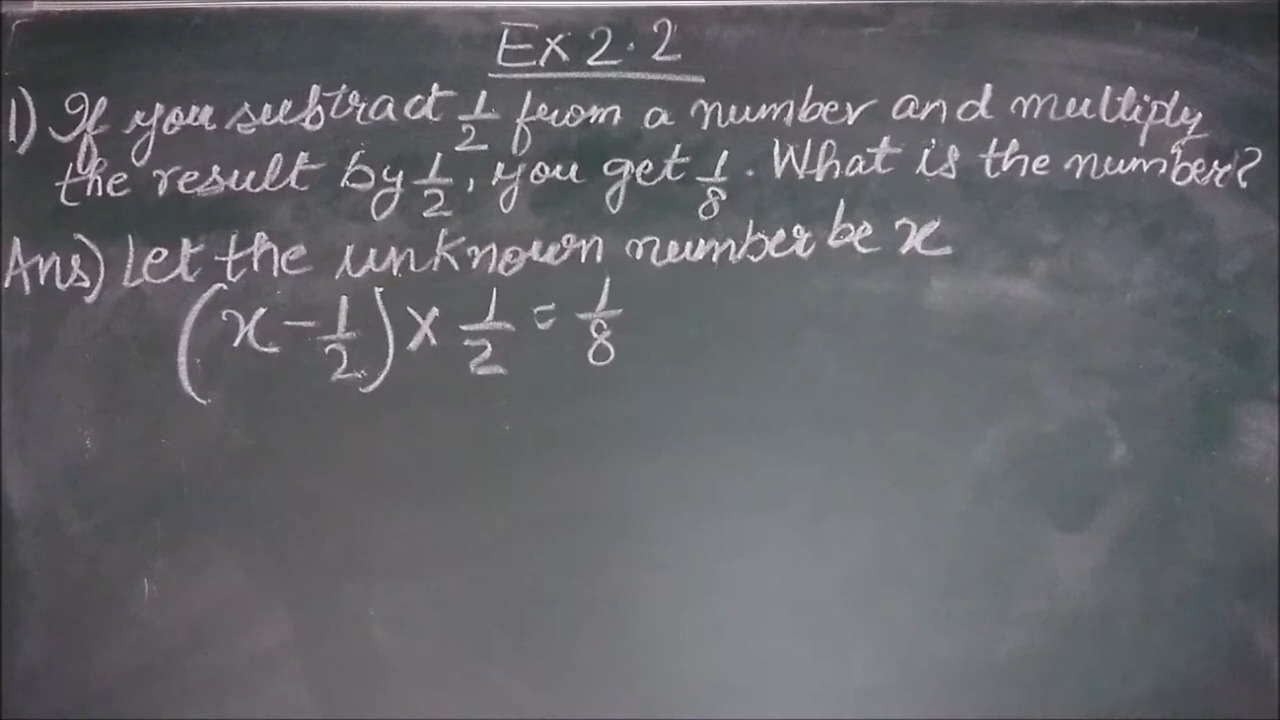 Ex 2.2
1) If you subtract 1/2 from a number and multiply
the result by 1/2, you get 1/8. What is the number?
Ans) Let the unknown number be x
(x - 1/2) × 1/2 = 1/8